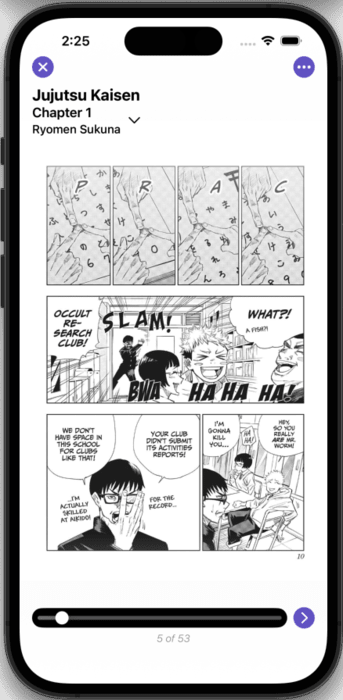 2:25
Jujutsu Kaisen
Chapter 1
Ryomen Sukuna
P R A C
OCCULT
RE-
SEARCH
CLUB!
SLAM!
WHAT?!
A FISH?!
BWA HA HA HA!
WE DON'T
HAVE SPACE IN
THIS SCHOOL
FOR CLUBS
LIKE THAT!
YOUR CLUB
DIDN'T SUBMIT
ITS ACTIVITIES
REPORTS!
...I'M
ACTUALLY
SKILLED
AT AIKIDO!
FOR THE
RECORD...
I'M
GONNA
KILL
YOU...
HA
HA!
HEY,
SO YOU
REALLY
ARE MR.
WORM!
10
5 of 53